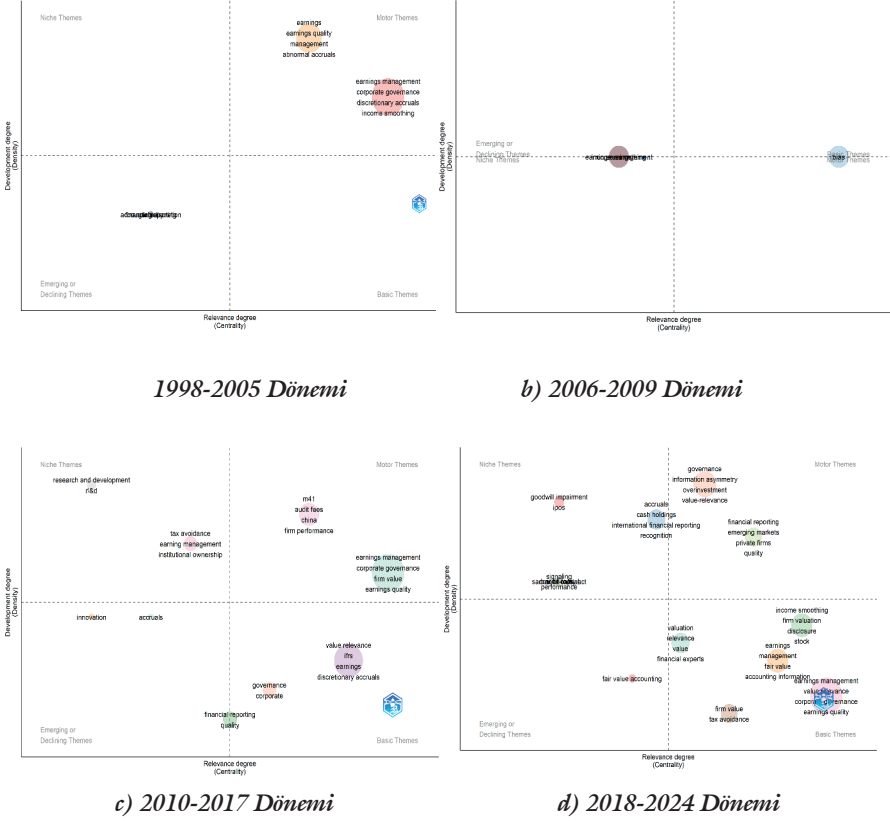 Niche Themes
Motor Themes
earnings
earnings quality
management
abnormal accruals
earnings management
corporate governance
discretionary accruals
income smoothing
Development degree
(Density)
Emerging or
Declining Themes
Basic Themes
Relevance degree
(Centrality)
1998-2005 Dönemi
Emerging or
Declining Themes
Niche Themes
Basic Themes
Motor Themes
bias
Development degree
(Density)
Relevance degree
(Centrality)
b) 2006-2009 Dönemi
Niche Themes
Motor Themes
research and development
r&d
m41
audit fees
china
firm performance
tax avoidance
earning management
institutional ownership
earnings management
corporate governance
firm value
earnings quality
innovation
accruals
value relevance
ifrs
earnings
discretionary accruals
governance
corporate
financial reporting
quality
Development degree
(Density)
Emerging or
Declining Themes
Basic Themes
Relevance degree
(Centrality)
c) 2010-2017 Dönemi
Niche Themes
Motor Themes
governance
information asymmetry
overinvestment
value-relevance
goodwill impairment
ipos
accruals
cash holdings
international financial reporting
recognition
financial reporting
emerging markets
private firms
quality
signaling
performance
income smoothing
firm valuation
disclosure
stock
valuation
relevance
value
financial experts
earnings
management
fair value
accounting information
fair value accounting
earnings management
value relevance
corporate governance
earnings quality
firm value
tax avoidance
Development degree
(Density)
Emerging or
Declining Themes
Basic Themes
Relevance degree
(Centrality)
d) 2018-2024 Dönemi